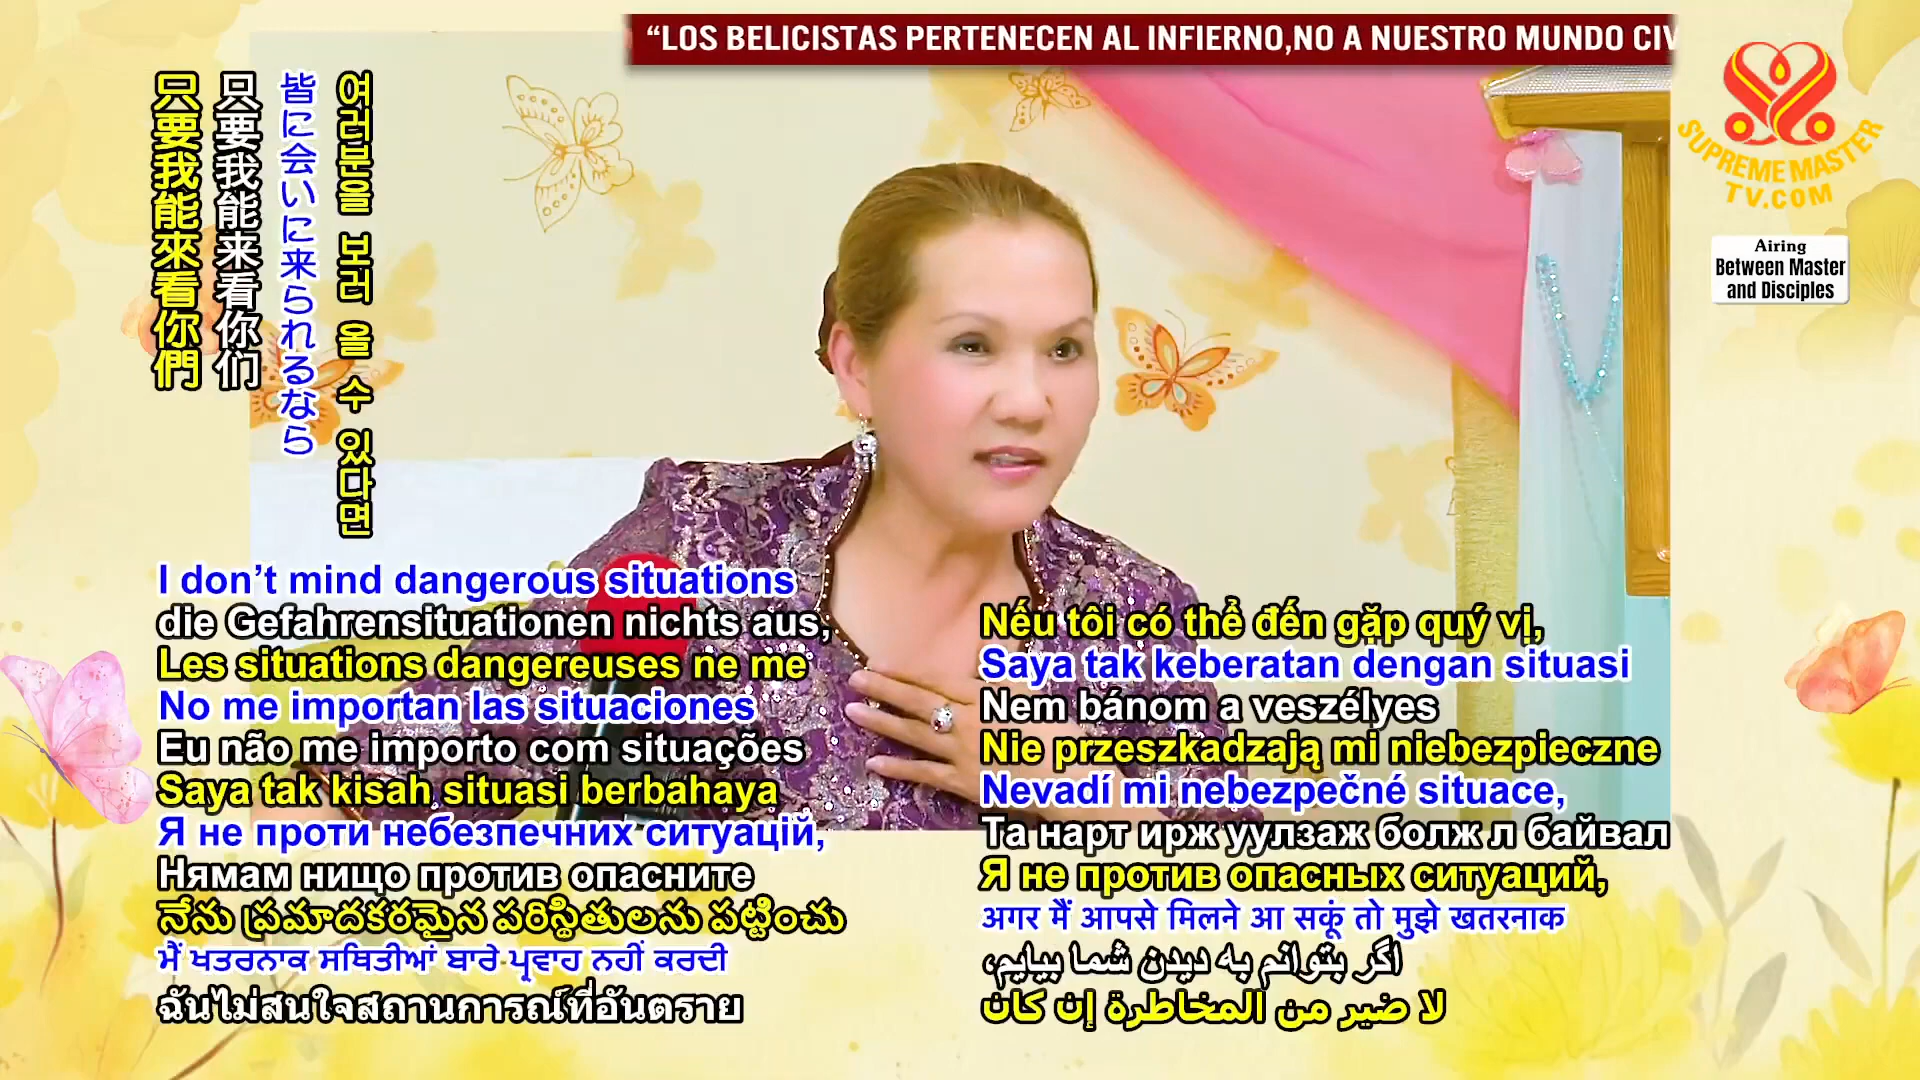 “LOS BELICISTAS PERTENECEN AL INFIERNO,NO A NUESTRO MUNDO CIV
SUPREME MASTER
TV.COM
Airing
Between Master
and Disciples
只要我能來看你們
只要我能来看你们
皆に会いに来られるなら
여러분을 보러 올 수 있다면
I don’t mind dangerous situations
die Gefahrensituationen nichts aus,
Les situations dangereuses ne me
No me importan las situaciones
Eu não me importo com situações
Saya tak kisah situasi berbahaya
Я не проти небезпечних ситуацій,
Нямам нищо против опасните
నేను ప్రమాదకరమైన పరిస్థితులను పట్టించు
ਮੈਂ ਖਤਰਨਾਕ ਸਥਿਤੀਆਂ ਬਾਰੇ ਪ੍ਰਵਾਹ ਨਹੀਂ ਕਰਦੀ
ฉันไม่สนใจสถานการณ์ที่อันตราย
Nếu tôi có thể đến gặp quý vị,
Saya tak keberatan dengan situasi
Nem bánom a veszélyes
Nie przeszkadzają mi niebezpieczne
Nevadí mi nebezpečné situace,
Та нарт ирж уулзаж болж л байвал
Я не против опасных ситуаций,
अगर मैं आपसे मिलने आ सकूं तो मुझे खतरनाक
اگر بتوانم به دیدن شما بیایم،
لا ضير من المخاطرة إن كان